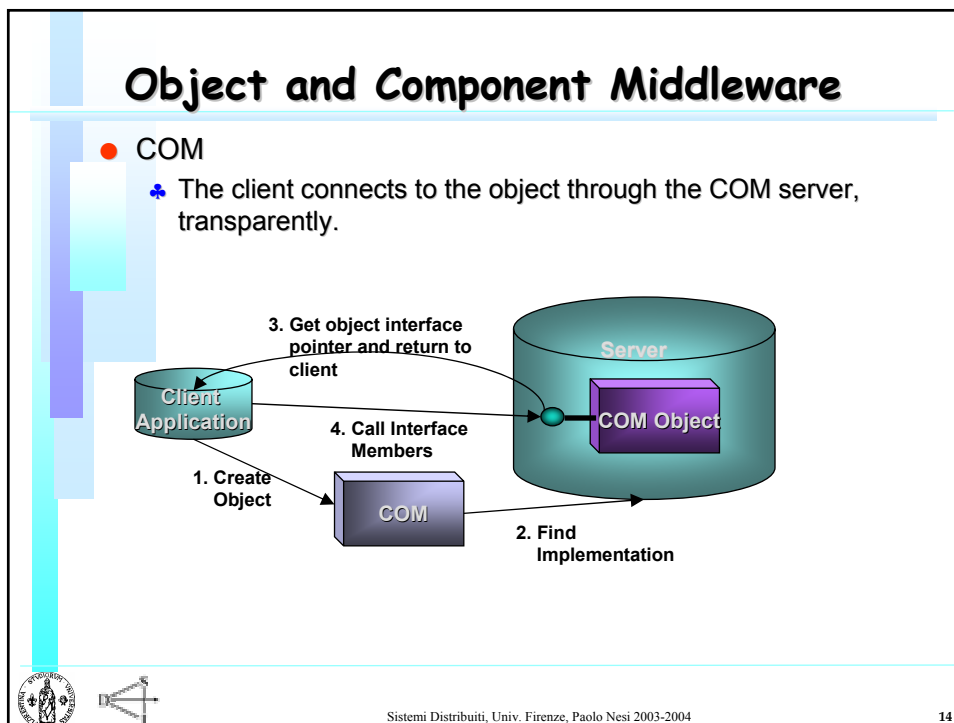 Object and Component Middleware
COM
The client connects to the object through the COM server,
transparently.
3. Get object interface
pointer and return to
client
Server
Client
Application
COM Object
4. Call Interface
Members
1. Create
Object
COM
2. Find
Implementation
Sistemi Distribuiti, Univ. Firenze, Paolo Nesi 2003-2004
14